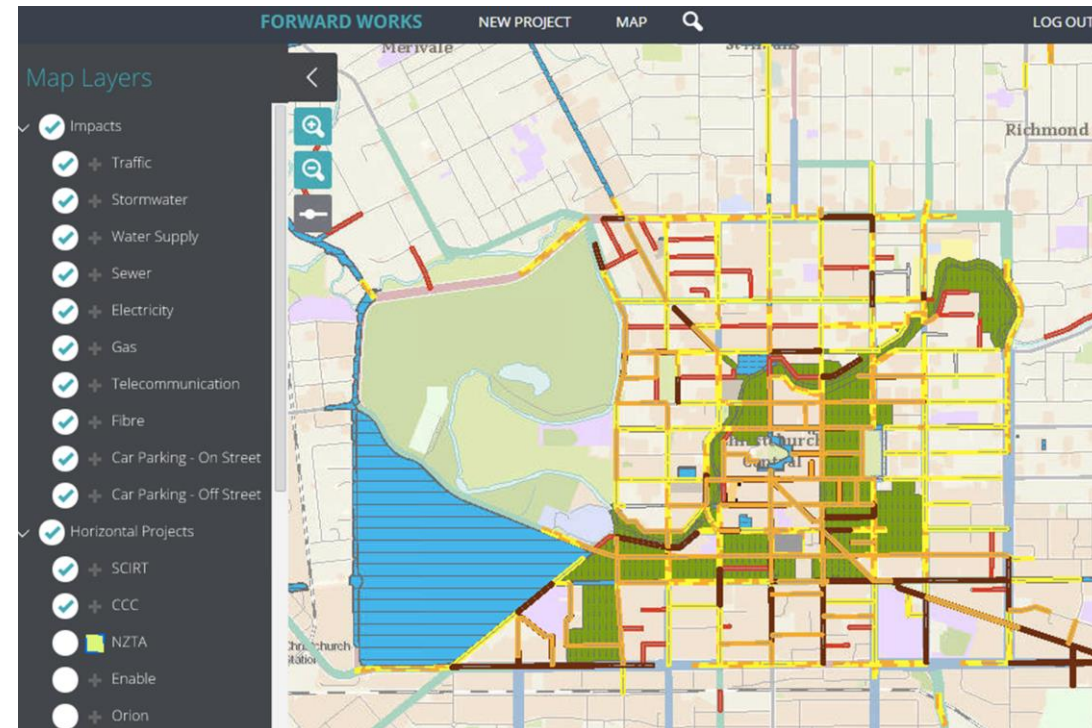 FORWARD WORKS NEW PROJECT MAP LOG OUT
Map Layers
Impacts
Traffic
Stormwater
Water Supply
Sewer
Electricity
Gas
Telecommunication
Fibre
Car Parking - On Street
Car Parking - Off Street
Horizontal Projects
SCIRT
CCC
NZTA
Enable
Orion
Merivale
Richmond
Christchurch
Central
Christchurch
Station